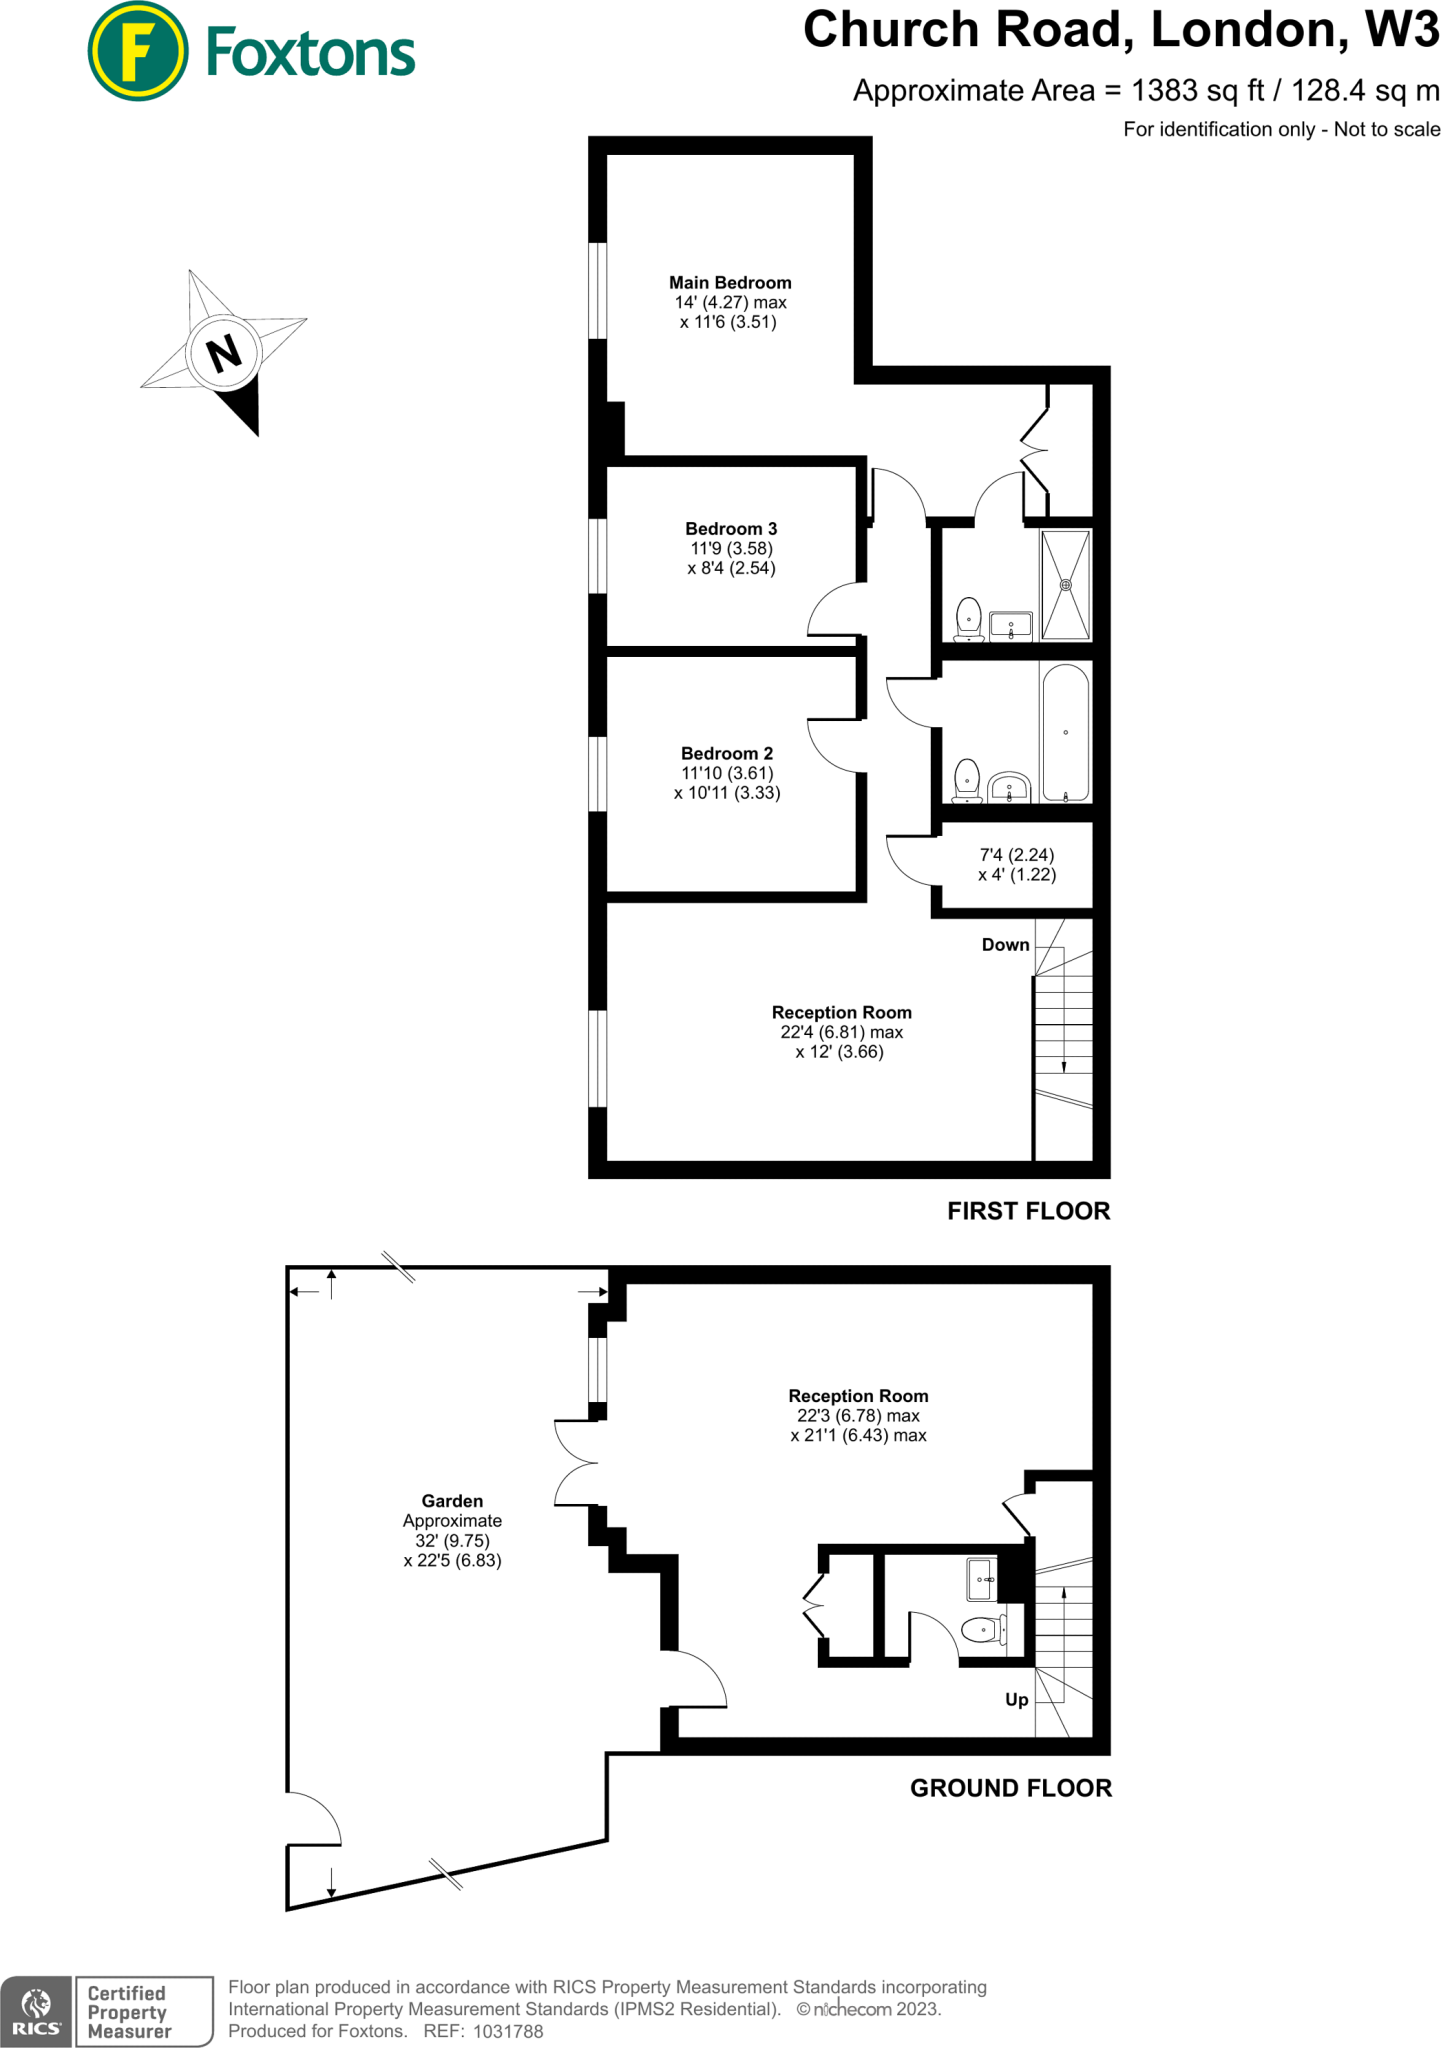 F Foxtons
Church Road, London, W3
Approximate Area = 1383 sq ft / 128.4 sq m
For identification only - Not to scale
N
Main Bedroom
14' (4.27) max
x 11'6 (3.51)
Bedroom 3
11'9 (3.58)
x 8'4 (2.54)
Bedroom 2
11'10 (3.61)
x 10'11 (3.33)
7'4 (2.24)
x 4' (1.22)
Down
Reception Room
22'4 (6.81) max
x 12' (3.66)
FIRST FLOOR
Reception Room
22'3 (6.78) max
x 21'1 (6.43) max
Garden
Approximate
32' (9.75)
x 22'5 (6.83)
Up
GROUND FLOOR
RICS
Certified
Property
Measurer
Floor plan produced in accordance with RICS Property Measurement Standards incorporating
International Property Measurement Standards (IPMS2 Residential). © nichecom 2023.
Produced for Foxtons. REF: 1031788